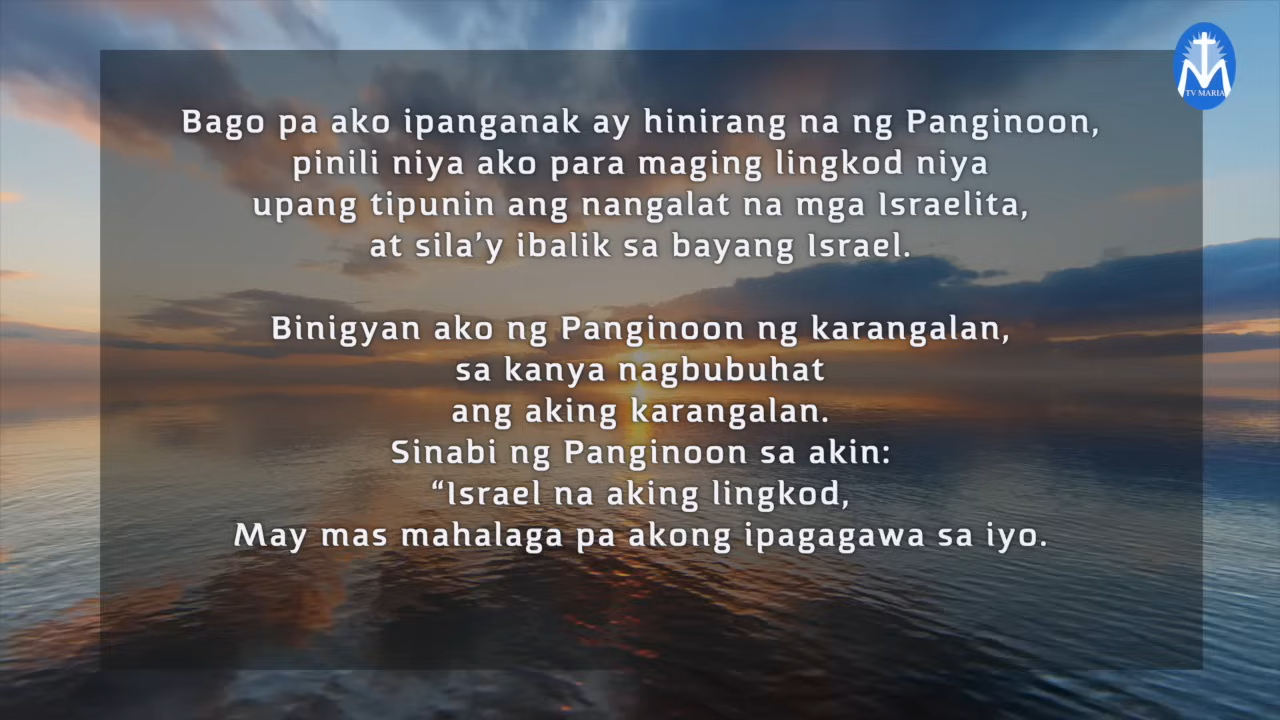 TV MARIA
Bago pa ako ipanganak ay hinirang na ng Panginoon,
pinili niya ako para maging lingkod niya
upang tipunin ang nangalat na mga Israelita,
at sila’y ibalik sa bayang Israel.
Binigyan ako ng Panginoon ng karangalan,
sa kanya nagbubuhat
ang aking karangalan.
Sinabi ng Panginoon sa akin:
“Israel na aking lingkod,
May mas mahalaga pa akong ipagagawa sa iyo.